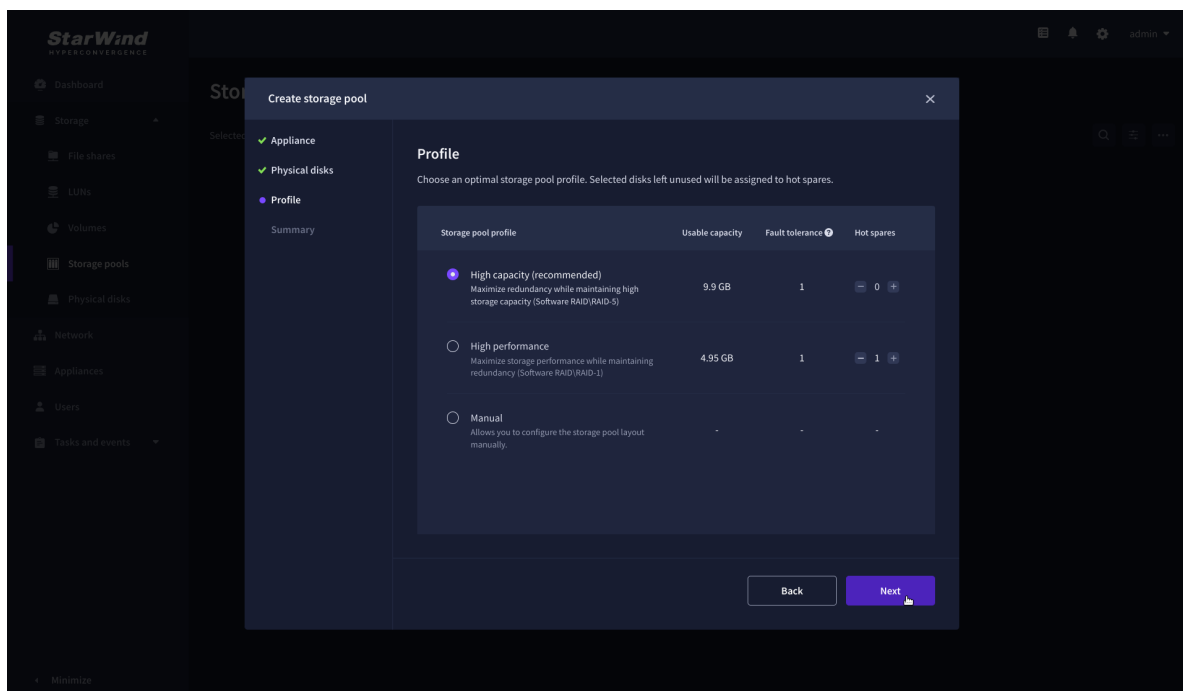 StarWind
HYPERCONVERGENCE
admin
Dashboard
Storage
File shares
LUNs
Volumes
Storage pools
Physical disks
Network
Appliances
Users
Tasks and events
Minimize
Stor
Selected
Create storage pool
Appliance
Physical disks
Profile
Summary
Profile
Choose an optimal storage pool profile. Selected disks left unused will be assigned to hot spares.
Storage pool profile Usable capacity Fault tolerance ? Hot spares
High capacity (recommended)
Maximize redundancy while maintaining high
storage capacity (Software RAID\RAID-5)
9.9 GB 1 − 0 +
High performance
Maximize storage performance while maintaining
redundancy (Software RAID\RAID-1)
4.95 GB 1 − 1 +
Manual
Allows you to configure the storage pool layout
manually.
- - -
Back Next